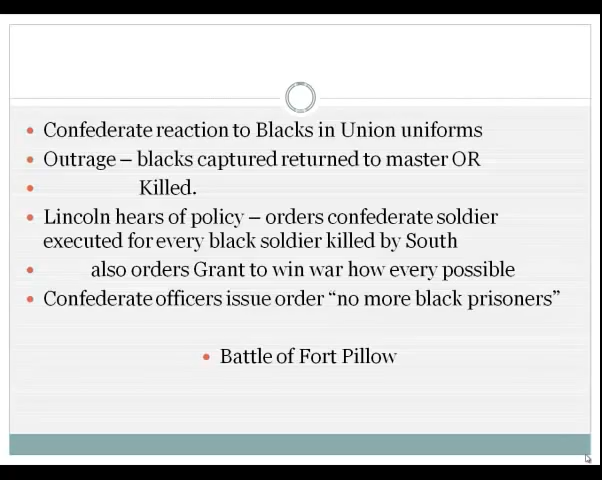 • Confederate reaction to Blacks in Union uniforms
• Outrage – blacks captured returned to master OR
• Killed.
• Lincoln hears of policy – orders confederate soldier
executed for every black soldier killed by South
• also orders Grant to win war how every possible
• Confederate officers issue order “no more black prisoners”
• Battle of Fort Pillow